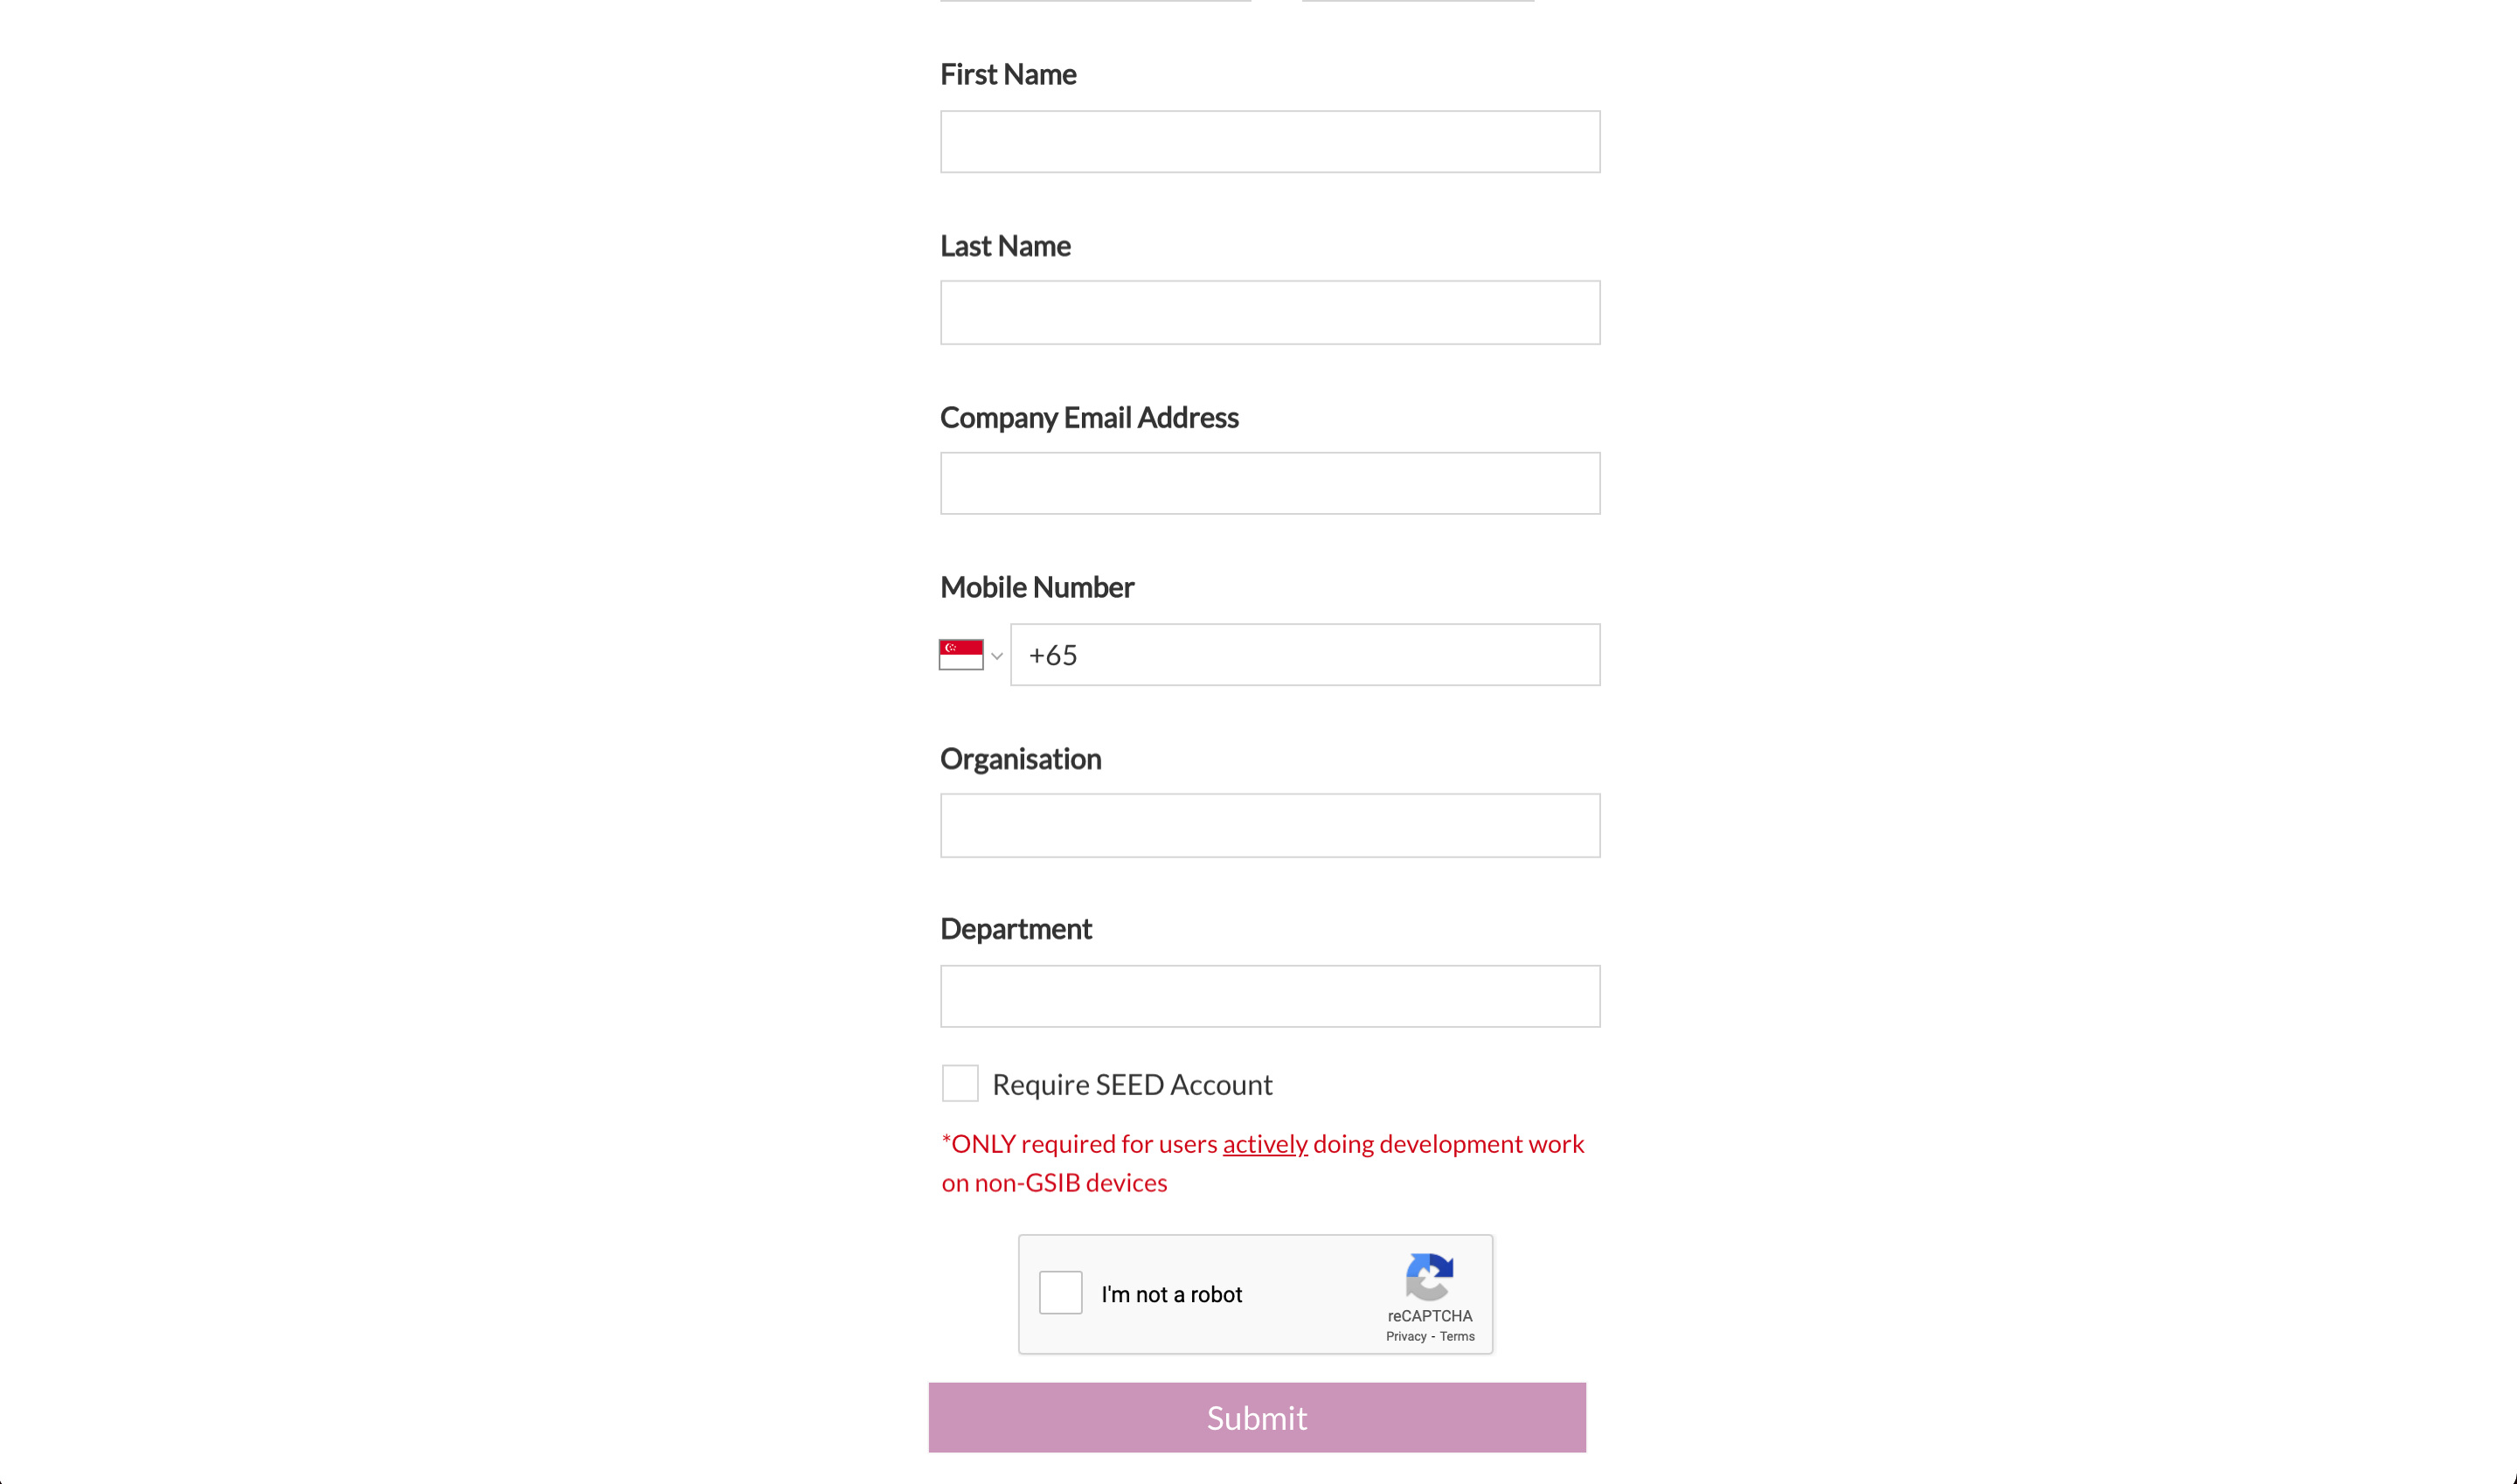 First Name
Last Name
Company Email Address
Mobile Number
+65
Organisation
Department
Require SEED Account
*ONLY required for users actively doing development work
on non-GSIB devices
I'm not a robot
reCAPTCHA
Privacy - Terms
Submit